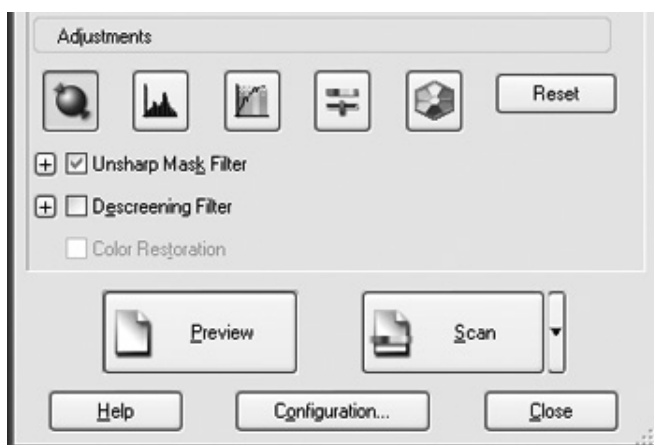 Adjustments
Reset
Unsharp Mask Filter
Descreening Filter
Color Restoration
Preview
Scan
Help
Configuration...
Close